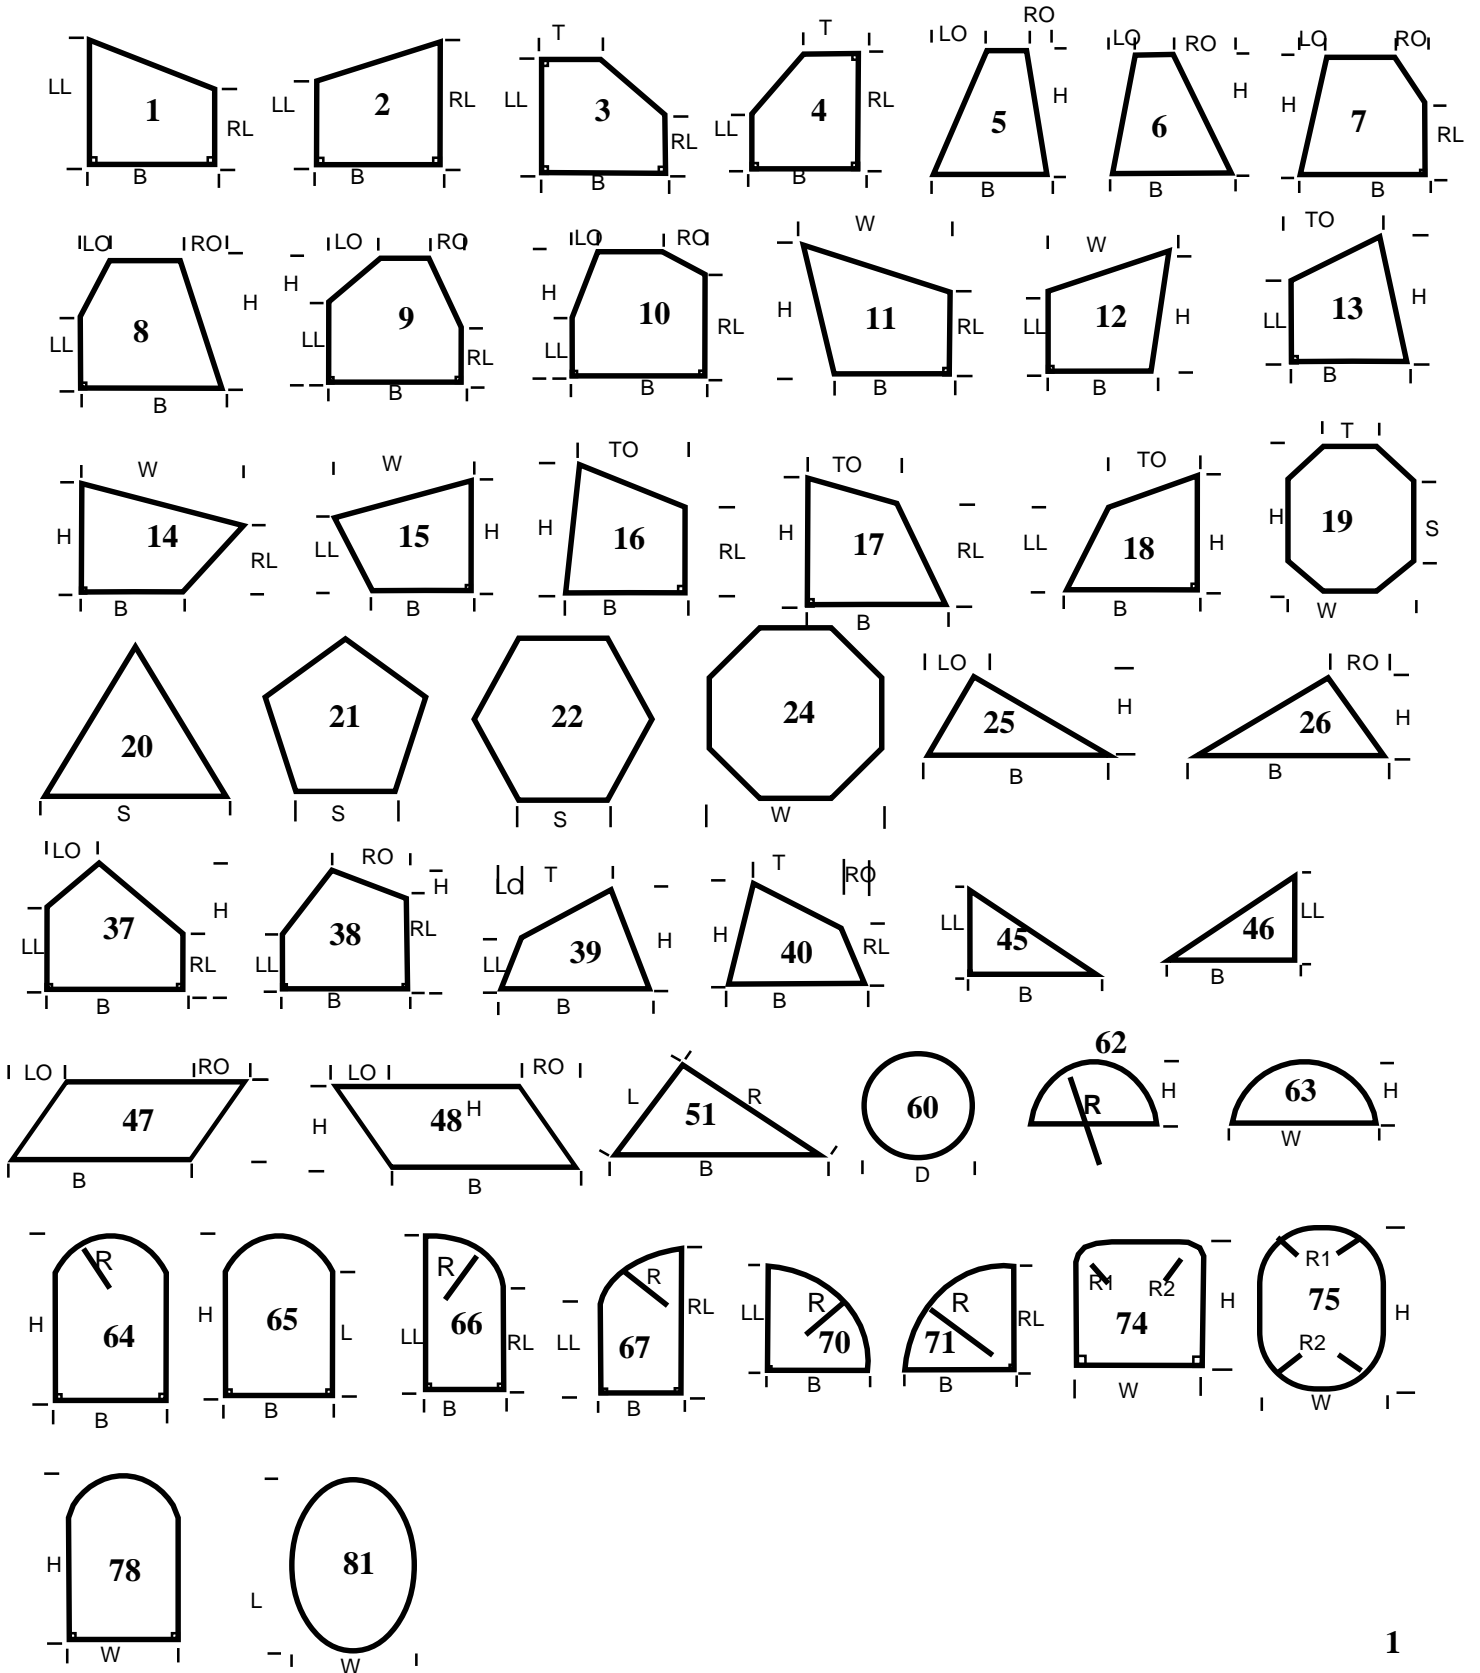 T T RO
LO LO RO LO RO
LL 1 RL LL 2 RL LL 3 RL LL 4 RL 5 H 6 H H 7 RL
B B B B B B B
LO RO LO RO LO RO W W TO
LL 8 H H LL 9 RL H LL 10 RL H 11 RL LL 12 H LL 13 H
B B B B B B
W W TO TO TO T
H 14 RL LL 15 H H 16 RL H 17 RL LL 18 H H 19 S
B B B B B W
LO RO
20 21 22 24 25 H 26 H
S S S W B B
LO RO LO T T RO
LL 37 H RL LL 38 H RL LL 39 H H 40 RL LL 45 46 LL
B B B B B B
62
LO RO LO RO
47 H 48 H L 51 R 60 R H 63 H
B B B D W
H R 64 H 65 L R LL 66 RL LL R 67 RL LL R 70 R 71 RL R1 R2 74 H R1 75 R2 H
B B B B B B W W
H 78 L 81
W W
1